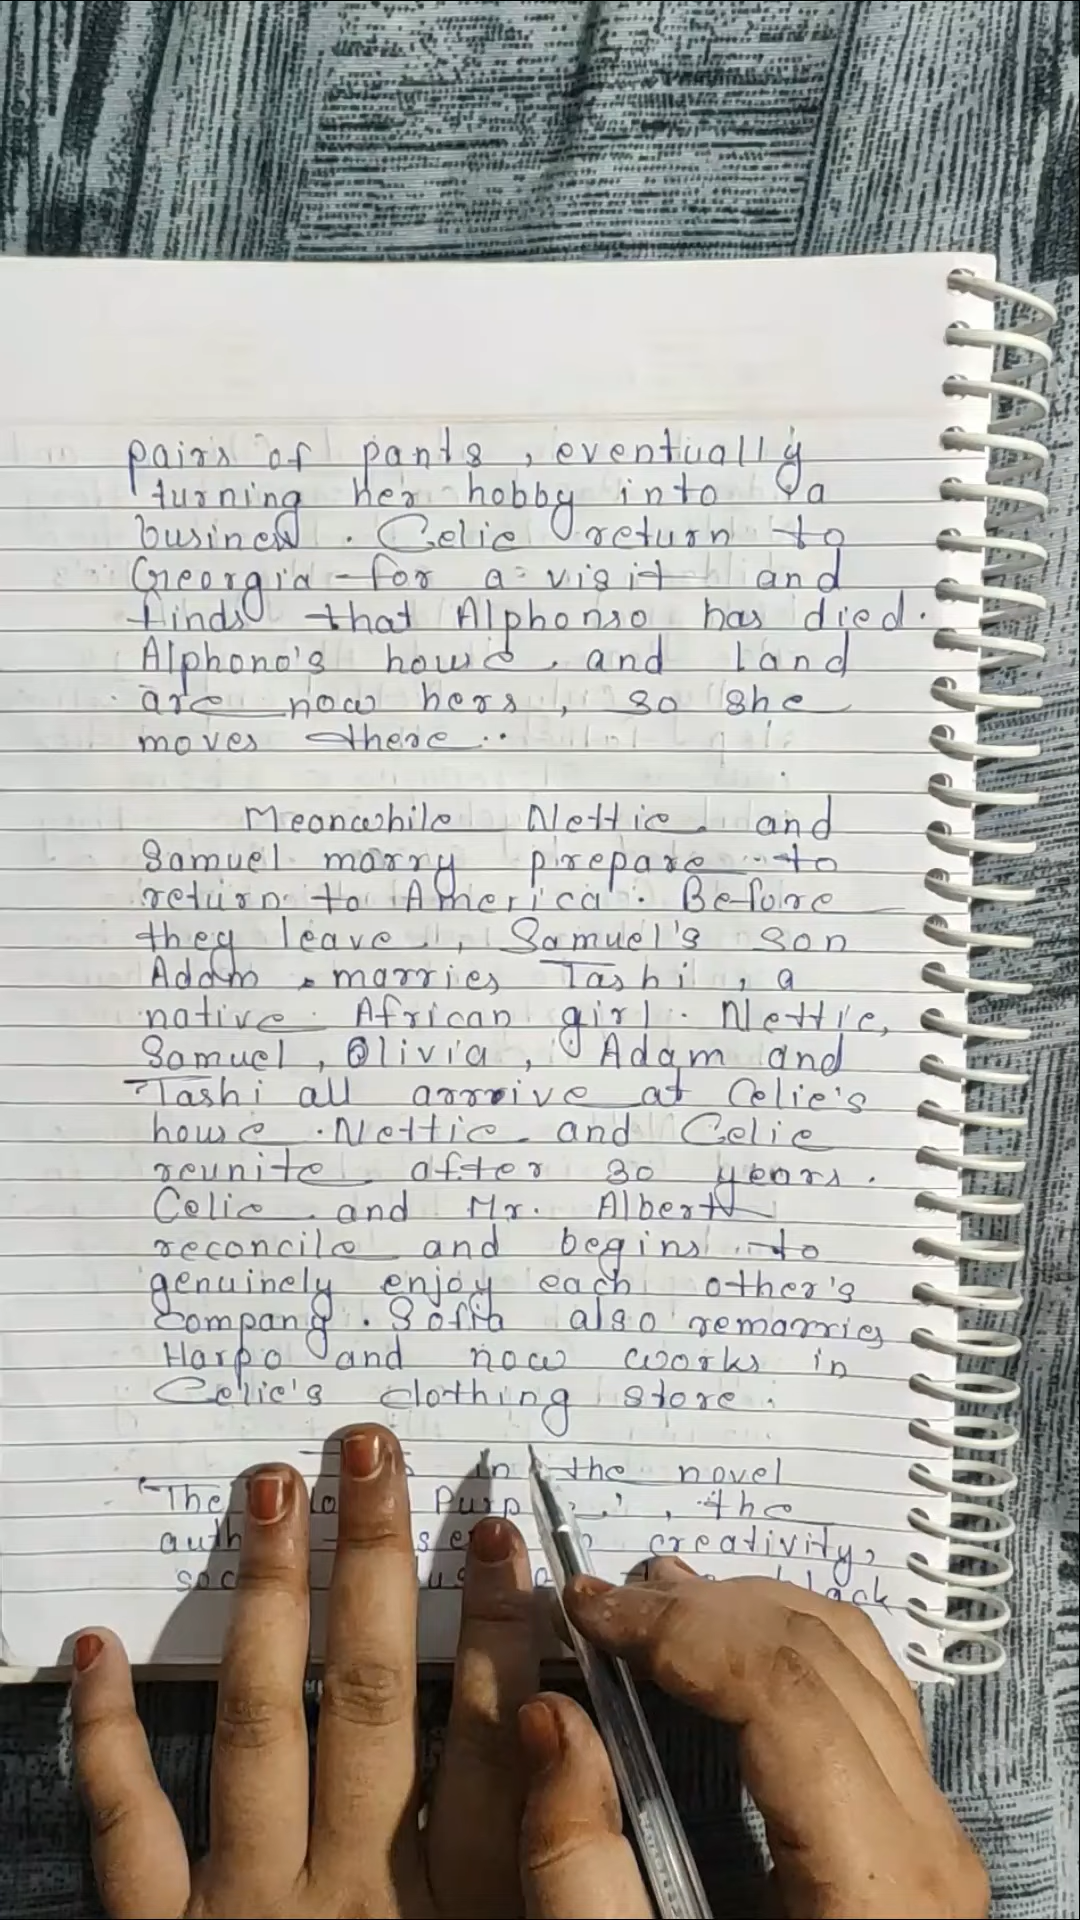 pairs of pants , eventually
turning her hobby into a
business . Celie return to
Georgia for a visit and
finds that Alphonso has died.
Alphono's house and land
are now hers , so she
moves there ..
Meanwhile Nettie and
Samuel marry prepare to
return to America . Before
they leave , Samuel's son
Adam marries Tashi , a
native African girl . Nettie,
Samuel , Olivia , Adam and
Tashi all arrive at Celie's
house . Nettie and Celie
reunite after 30 years .
Celie and Mr. Albert
reconcile and begins to
genuinely enjoy each other's
company . Sofia also remarries
Harpo and now works in
Celie's clothing store .
in the novel
"The Purp , the
creativity,
black